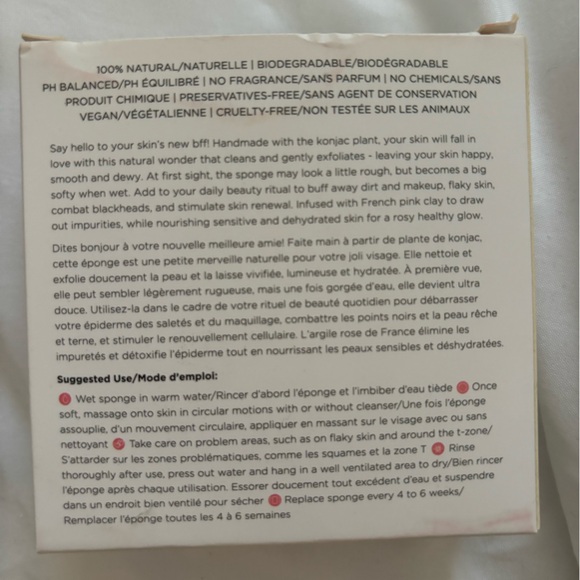 100% NATURAL/NATURELLE | BIODEGRADABLE/BIODÉGRADABLE
PH BALANCED/PH ÉQUILIBRÉ | NO FRAGRANCE/SANS PARFUM | NO CHEMICALS/SANS
PRODUIT CHIMIQUE | PRESERVATIVES-FREE/SANS AGENT DE CONSERVATION
VEGAN/VÉGÉTALIENNE | CRUELTY-FREE/NON TESTÉE SUR LES ANIMAUX
Say hello to your skin's new bff! Handmade with the konjac plant, your skin will fall in
love with this natural wonder that cleans and gently exfoliates - leaving your skin happy,
smooth and dewy. At first sight, the sponge may look a little rough, but becomes a big
softy when wet. Add to your daily beauty ritual to buff away dirt and makeup, flaky skin,
combat blackheads, and stimulate skin renewal. Infused with French pink clay to draw
out impurities, while nourishing sensitive and dehydrated skin for a rosy healthy glow.
Dites bonjour à votre nouvelle meilleure amie! Faite main à partir de plante de konjac,
cette éponge est une petite merveille naturelle pour votre joli visage. Elle nettoie et
exfolie doucement la peau et la laisse vivifiée, lumineuse et hydratée. À première vue,
elle peut sembler légèrement rugueuse, mais une fois gorgée d'eau, elle devient ultra
douce. Utilisez-la dans le cadre de votre rituel de beauté quotidien pour débarrasser
votre épiderme des saletés et du maquillage, combattre les points noirs et la peau rêche
et terne, et stimuler le renouvellement cellulaire. L'argile rose de France élimine les
impuretés et détoxifie l'épiderme tout en nourrissant les peaux sensibles et déshydratées.
Suggested Use/Mode d'emploi:
Wet sponge in warm water/Rincer d'abord l'éponge et l'imbiber d'eau tiède Once
soft, massage onto skin in circular motions with or without cleanser/Une fois l'éponge
assouplie, d'un mouvement circulaire, appliquer en massant sur le visage avec ou sans
nettoyant Take care on problem areas, such as on flaky skin and around the t-zone/
S'attarder sur les zones problématiques, comme les squames et la zone T Rinse
thoroughly after use, press out water and hang in a well ventilated area to dry/Bien rincer
l'éponge après chaque utilisation. Essorer doucement tout excédent d'eau et suspendre
dans un endroit bien ventilé pour sécher Replace sponge every 4 to 6 weeks/
Remplacer l'éponge toutes les 4 à 6 semaines